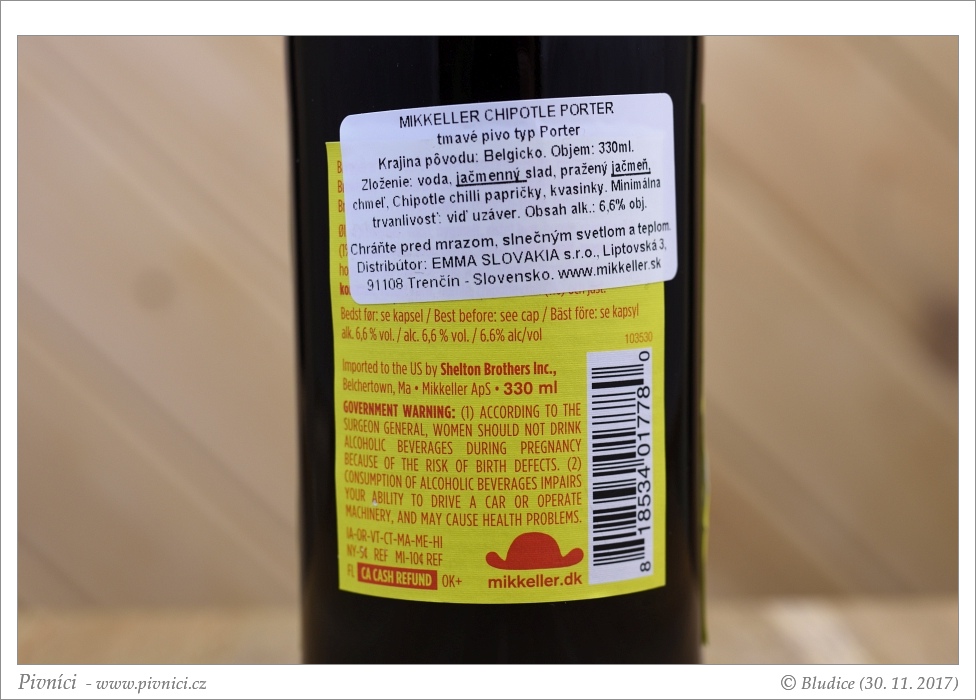 MIKKELLER CHIPOTLE PORTER
tmavé pivo typ Porter
Krajina pôvodu: Belgicko. Objem: 330ml.
Zloženie: voda, jačmenný slad, pražený jačmeň,
chmeľ, Chipotle chilli papričky, kvasinky. Minimálna
trvanlivosť: viď uzáver. Obsah alk.: 6,6% obj.
Chráňte pred mrazom, slnečným svetlom a teplom.
Distribútor: EMMA SLOVAKIA s.r.o., Liptovská 3,
91108 Trenčín - Slovensko. www.mikkeller.sk
Bedst før: se kapsel / Best before: see cap / Bäst före: se kapsyl
alk. 6,6 % vol. / alc. 6,6 % vol. / 6.6% alc/vol
103530
Imported to the US by Shelton Brothers Inc.,
Belchertown, Ma • Mikkeller ApS • 330 ml
GOVERNMENT WARNING: (1) ACCORDING TO THE
SURGEON GENERAL, WOMEN SHOULD NOT DRINK
ALCOHOLIC BEVERAGES DURING PREGNANCY
BECAUSE OF THE RISK OF BIRTH DEFECTS. (2)
CONSUMPTION OF ALCOHOLIC BEVERAGES IMPAIRS
YOUR ABILITY TO DRIVE A CAR OR OPERATE
MACHINERY, AND MAY CAUSE HEALTH PROBLEMS.
IA-OR-VT-CT-MA-ME-HI
NY-5¢ REF MI-10¢ REF
FL CA CASH REFUND OK+
mikkeller.dk
8 18534 01778 0
Pivníci - www.pivnici.cz
© Bludice (30. 11. 2017)